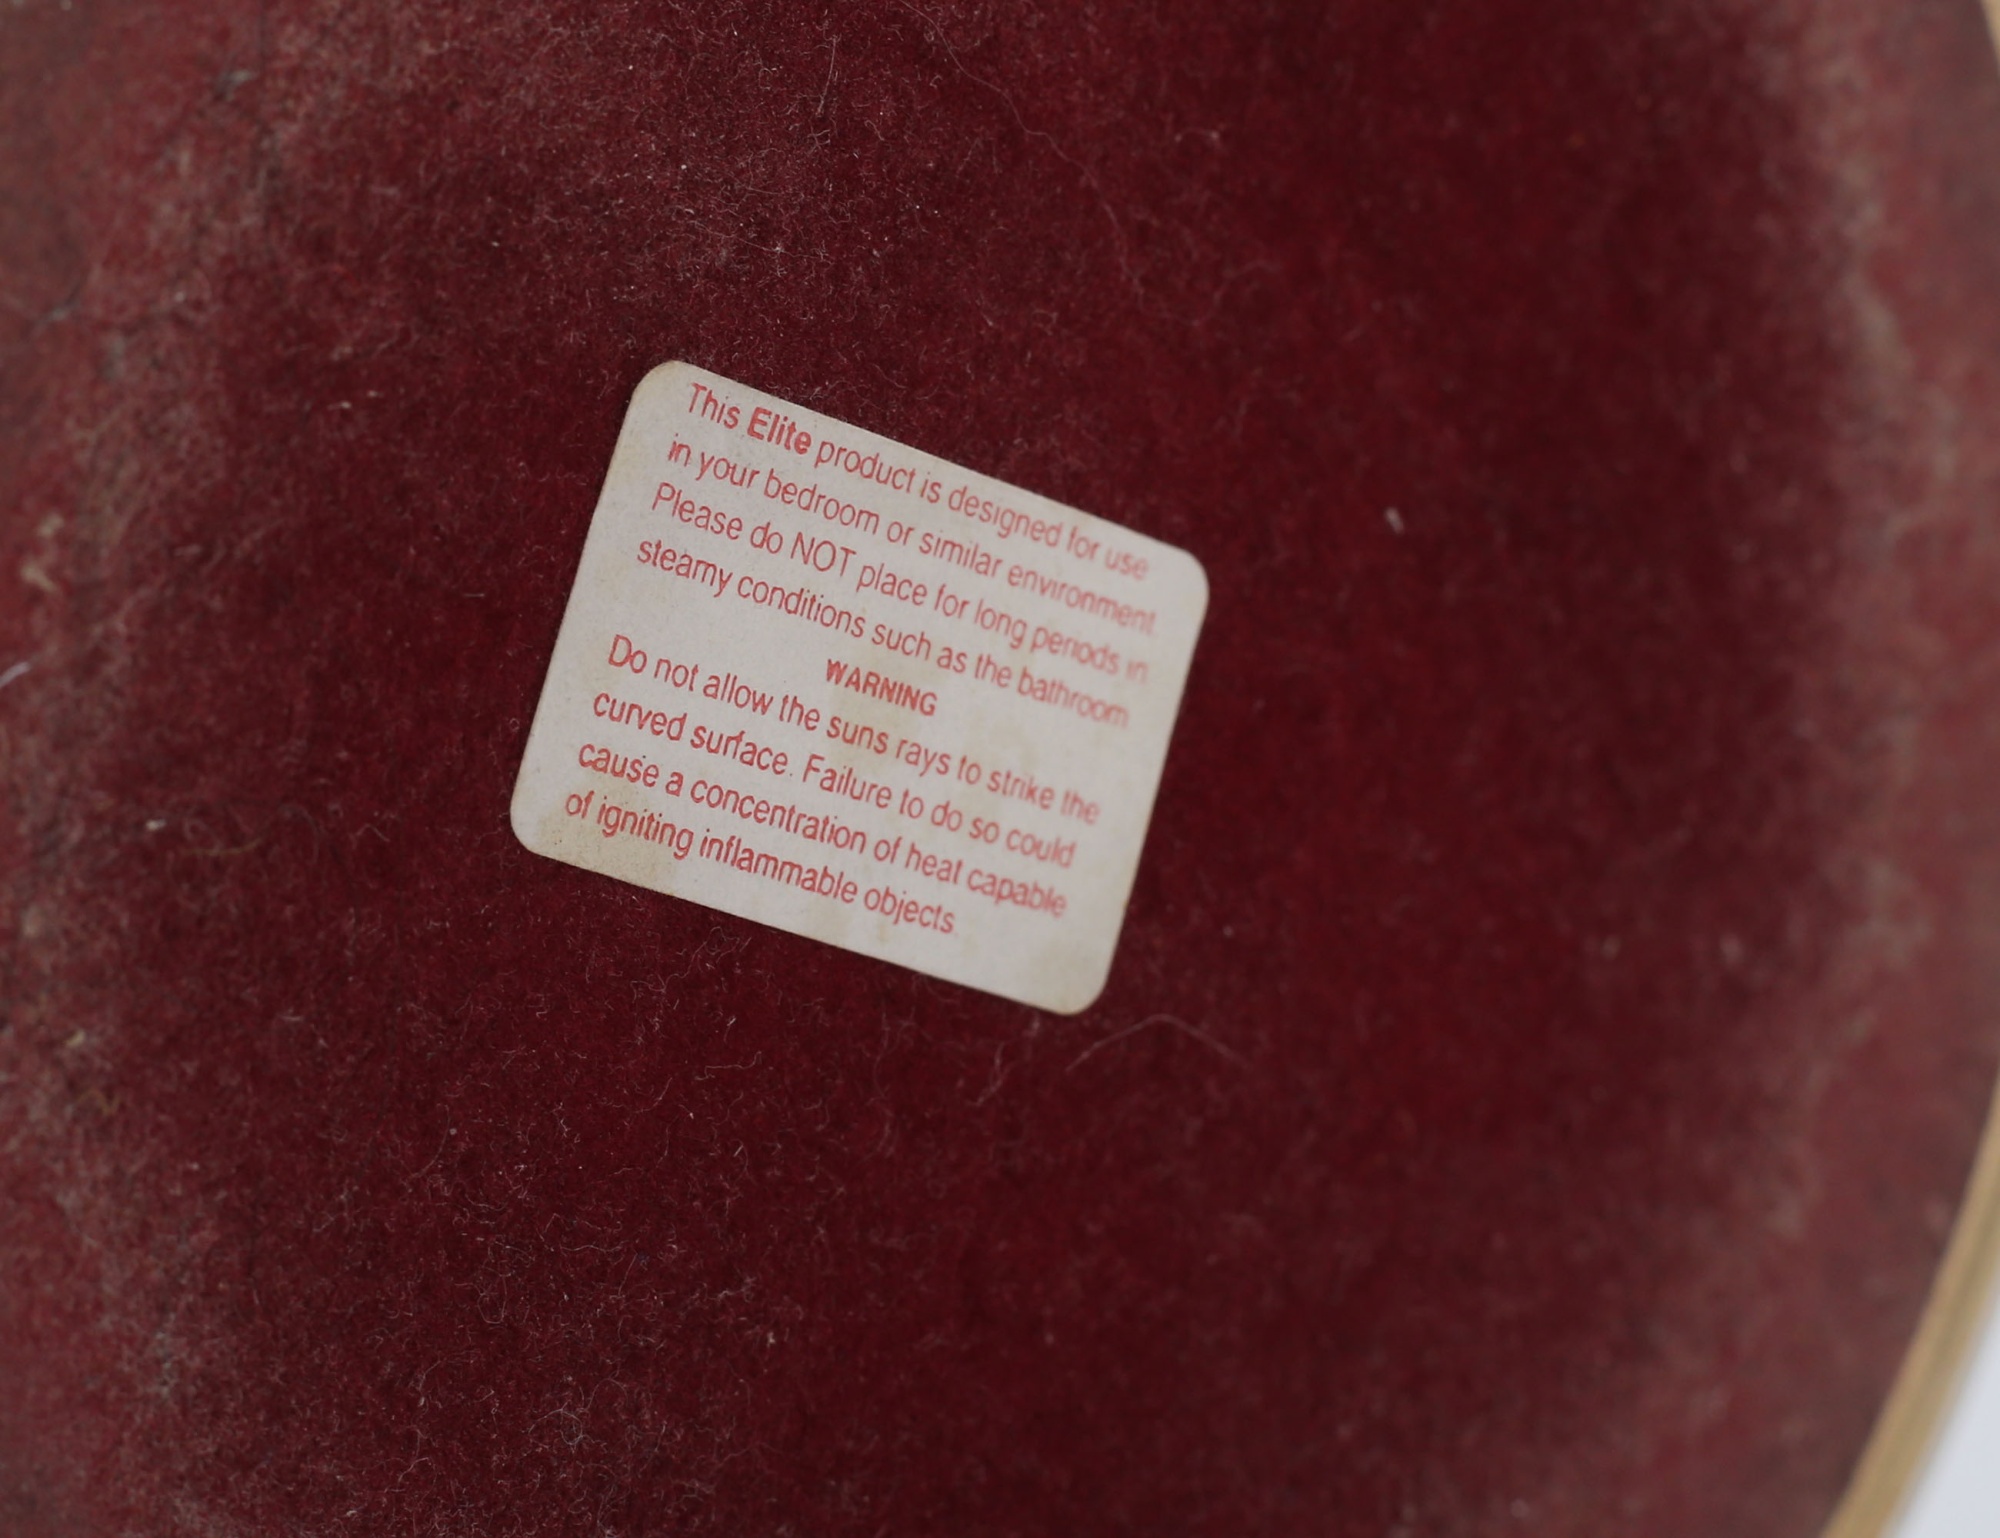 This Elite product is designed for use
in your bedroom or similar environment
Please do NOT place for long periods in
steamy conditions such as the bathroom
WARNING
Do not allow the suns rays to strike the
curved surface. Failure to do so could
cause a concentration of heat capable
of igniting inflammable objects.